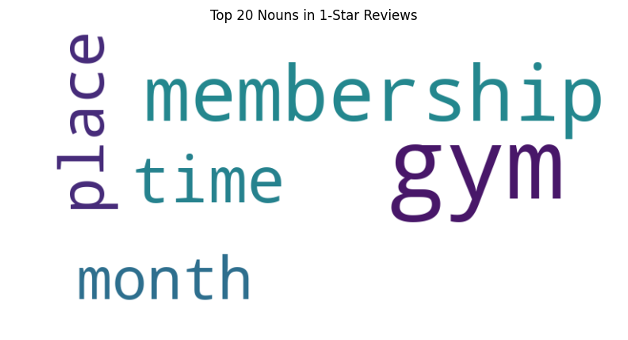 Top 20 Nouns in 1-Star Reviews
place
membership
gym
time
month